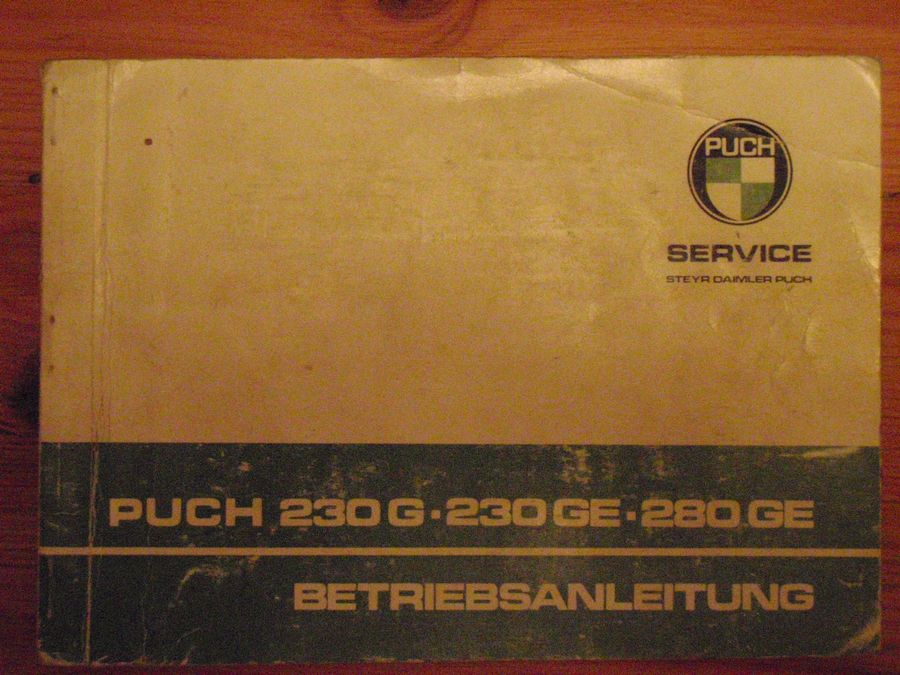 PUCH
SERVICE
STEYR DAIMLER PUCH
PUCH 230 G · 230 GE · 280 GE
BETRIEBSANLEITUNG